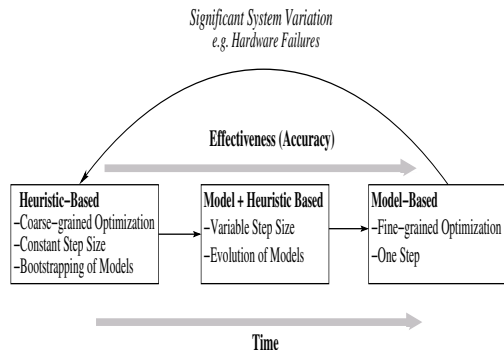 Significant System Variation
e.g. Hardware Failures
Effectiveness (Accuracy)
Heuristic–Based
–Coarse–grained Optimization
–Constant Step Size
–Bootstrapping of Models
Model + Heuristic Based
–Variable Step Size
–Evolution of Models
Model–Based
–Fine–grained Optimization
–One Step
Time